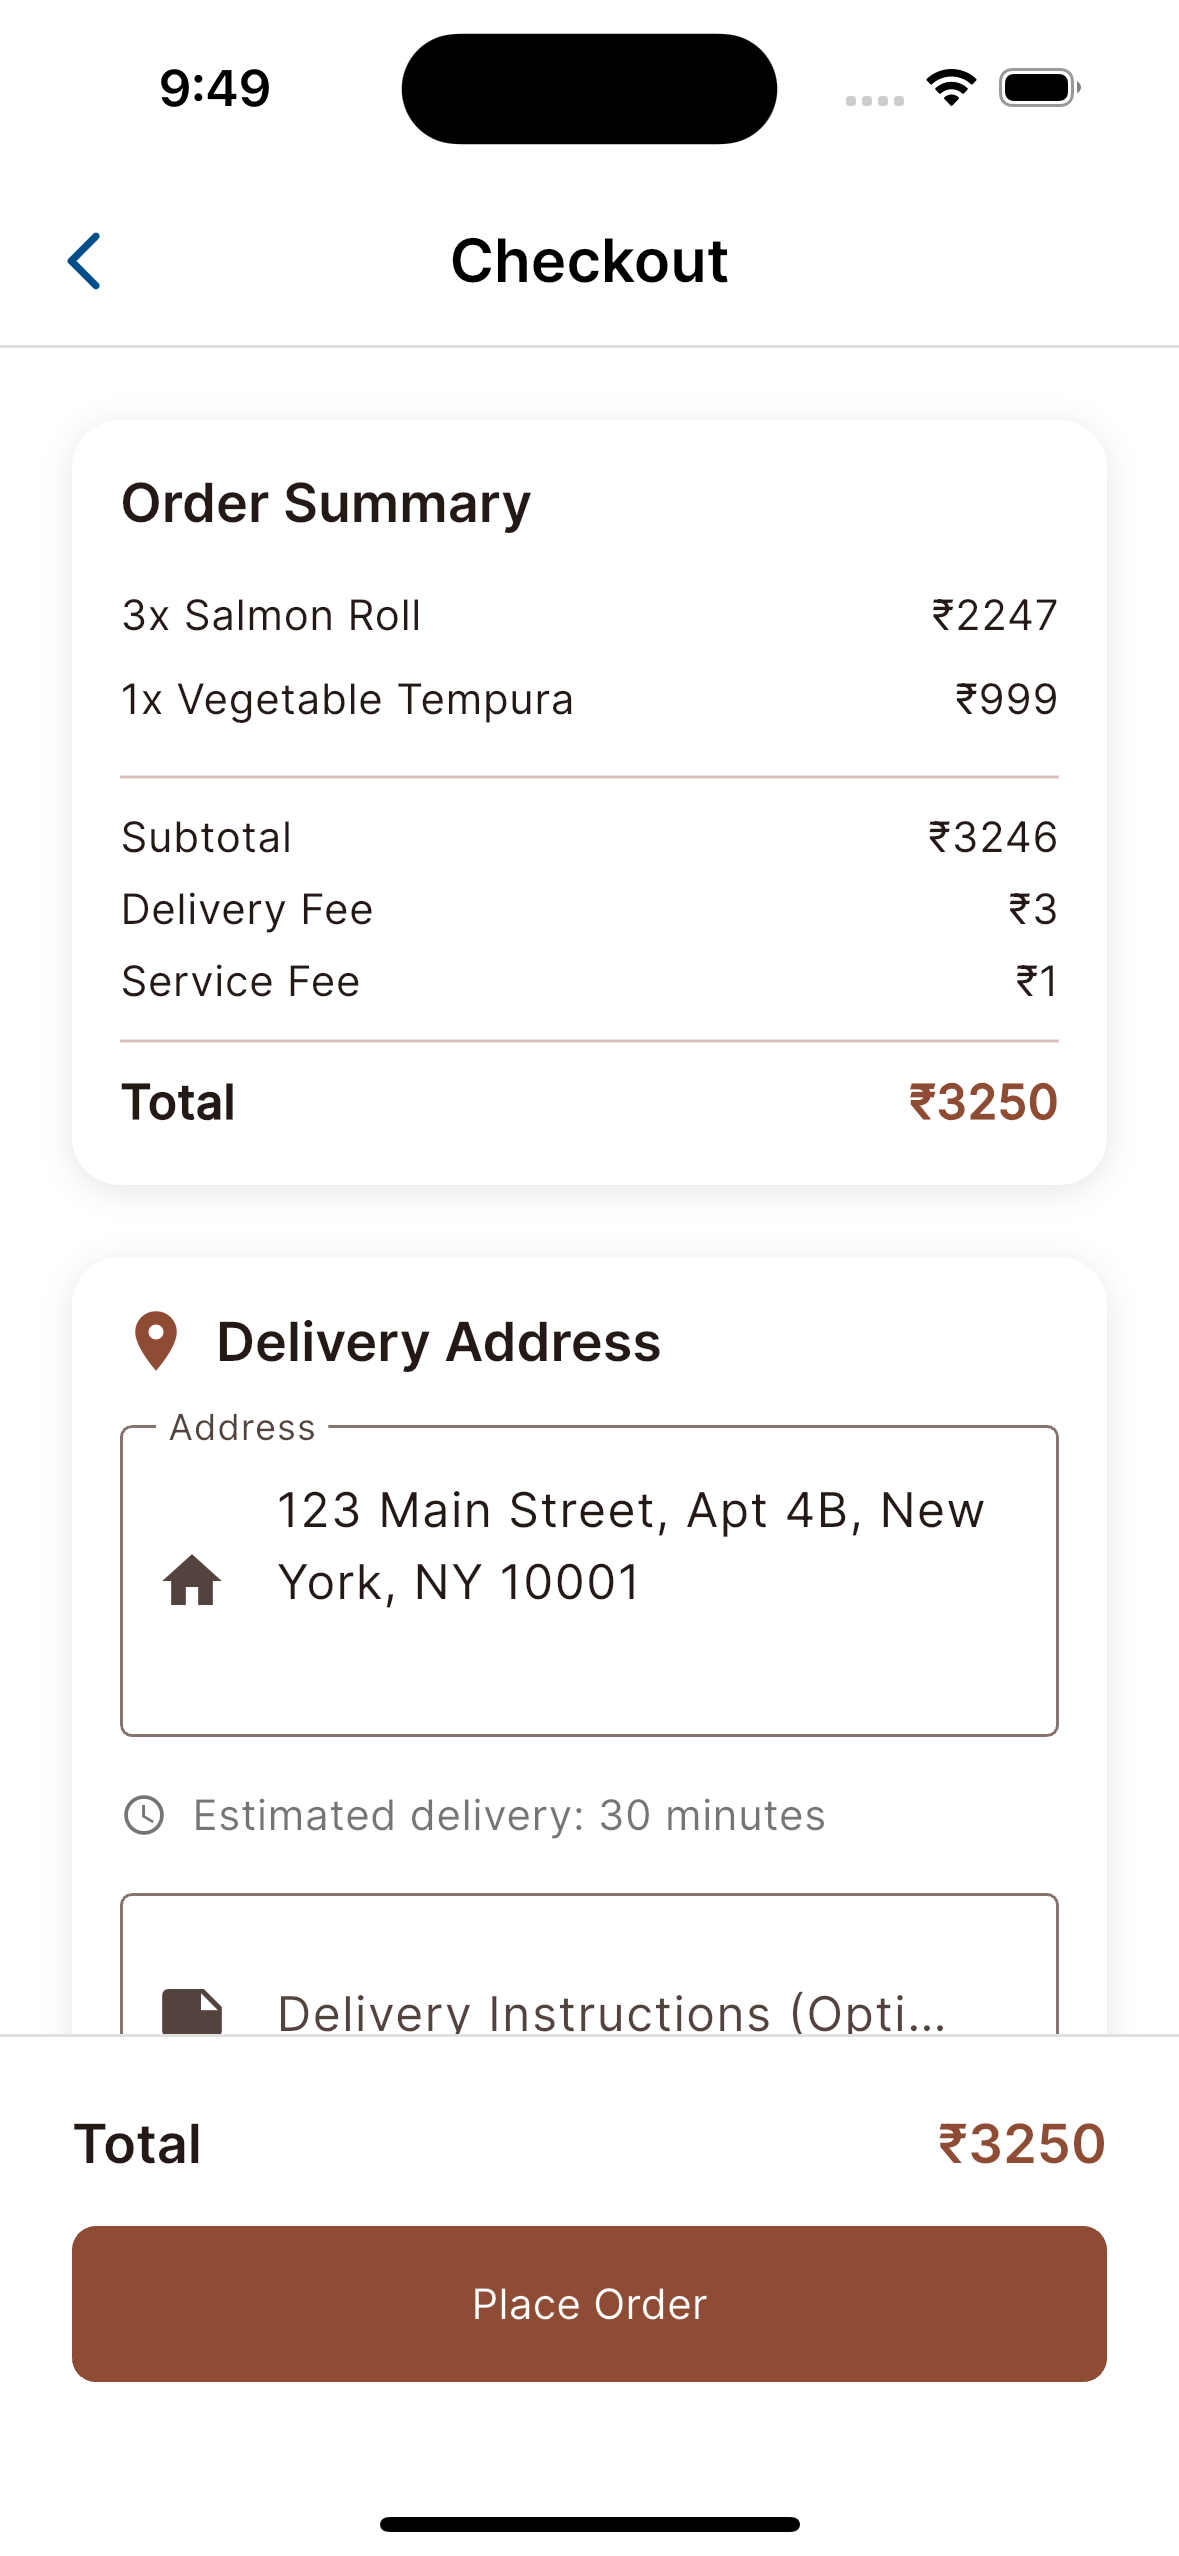 9:49
Checkout
Order Summary
3x Salmon Roll ₹2247
1x Vegetable Tempura ₹999
Subtotal ₹3246
Delivery Fee ₹3
Service Fee ₹1
Total ₹3250
Delivery Address
Address
123 Main Street, Apt 4B, New
York, NY 10001
Estimated delivery: 30 minutes
Delivery Instructions (Opti...
Total ₹3250
Place Order